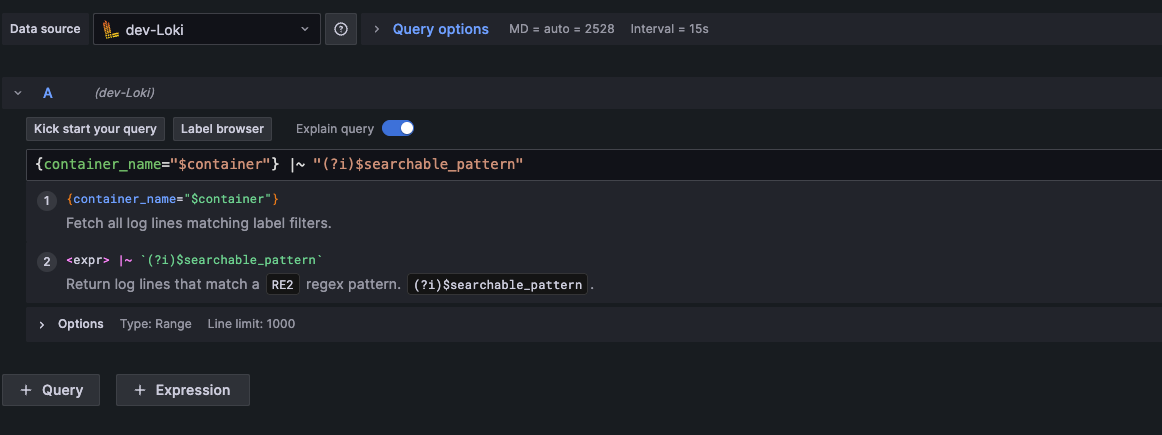 Data source dev-Loki Query options MD = auto = 2528 Interval = 15s
A (dev-Loki)
Kick start your query Label browser Explain query
{container_name="$container"} |~ "(?i)$searchable_pattern"
1 {container_name="$container"}
Fetch all log lines matching label filters.
2 <expr> |~ `(?i)$searchable_pattern`
Return log lines that match a RE2 regex pattern. (?i)$searchable_pattern .
Options Type: Range Line limit: 1000
+ Query + Expression